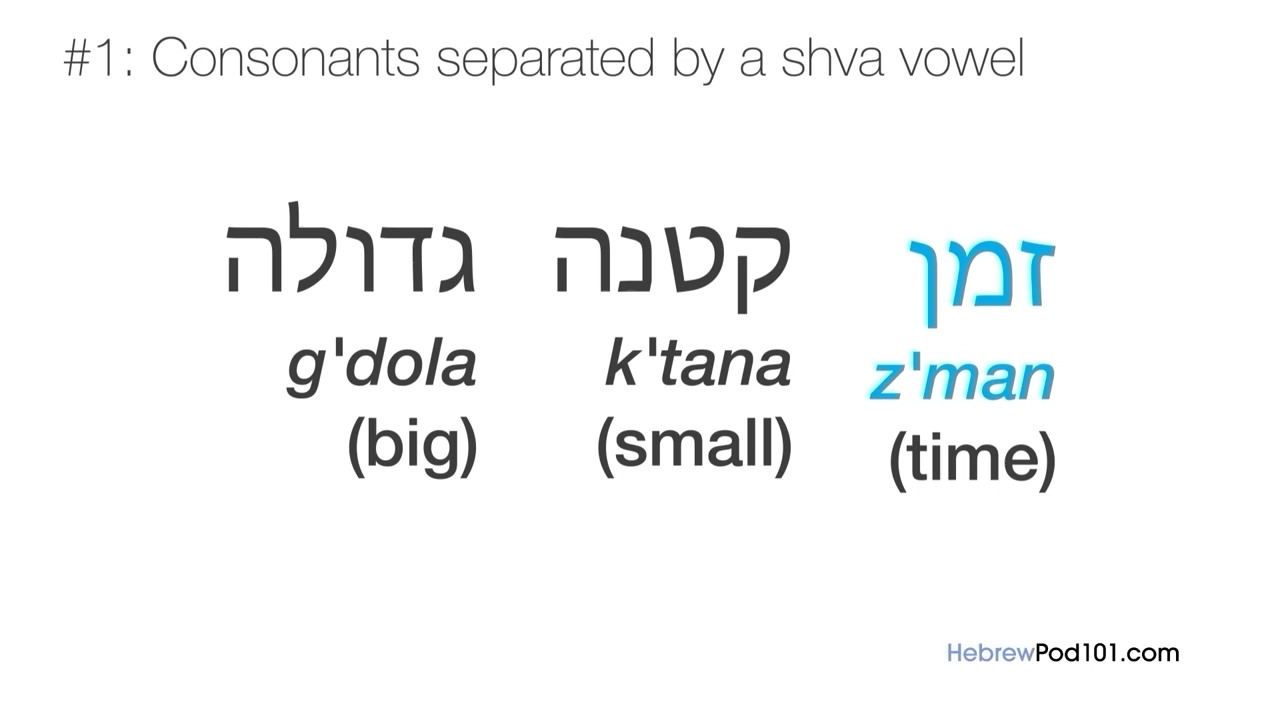 #1: Consonants separated by a shva vowel
גדולה
g'dola
(big)
קטנה
k'tana
(small)
זמן
z'man
(time)
HebrewPod101.com